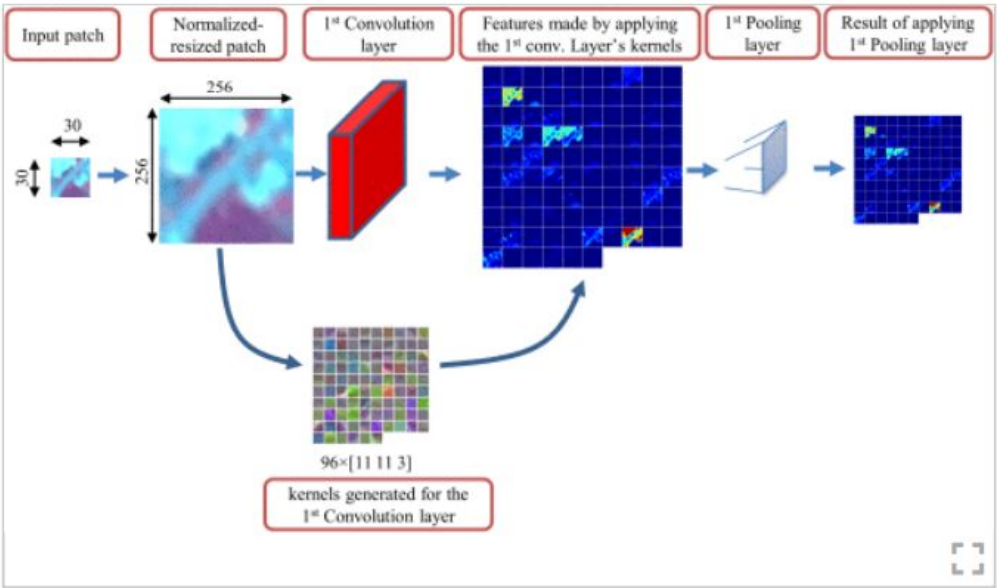 Input patch
Normalized-
resized patch
1st Convolution
layer
Features made by applying
the 1st conv. Layer's kernels
1st Pooling
layer
Result of applying
1st Pooling layer
256
30
30
256
96×[11 11 3]
kernels generated for the
1st Convolution layer